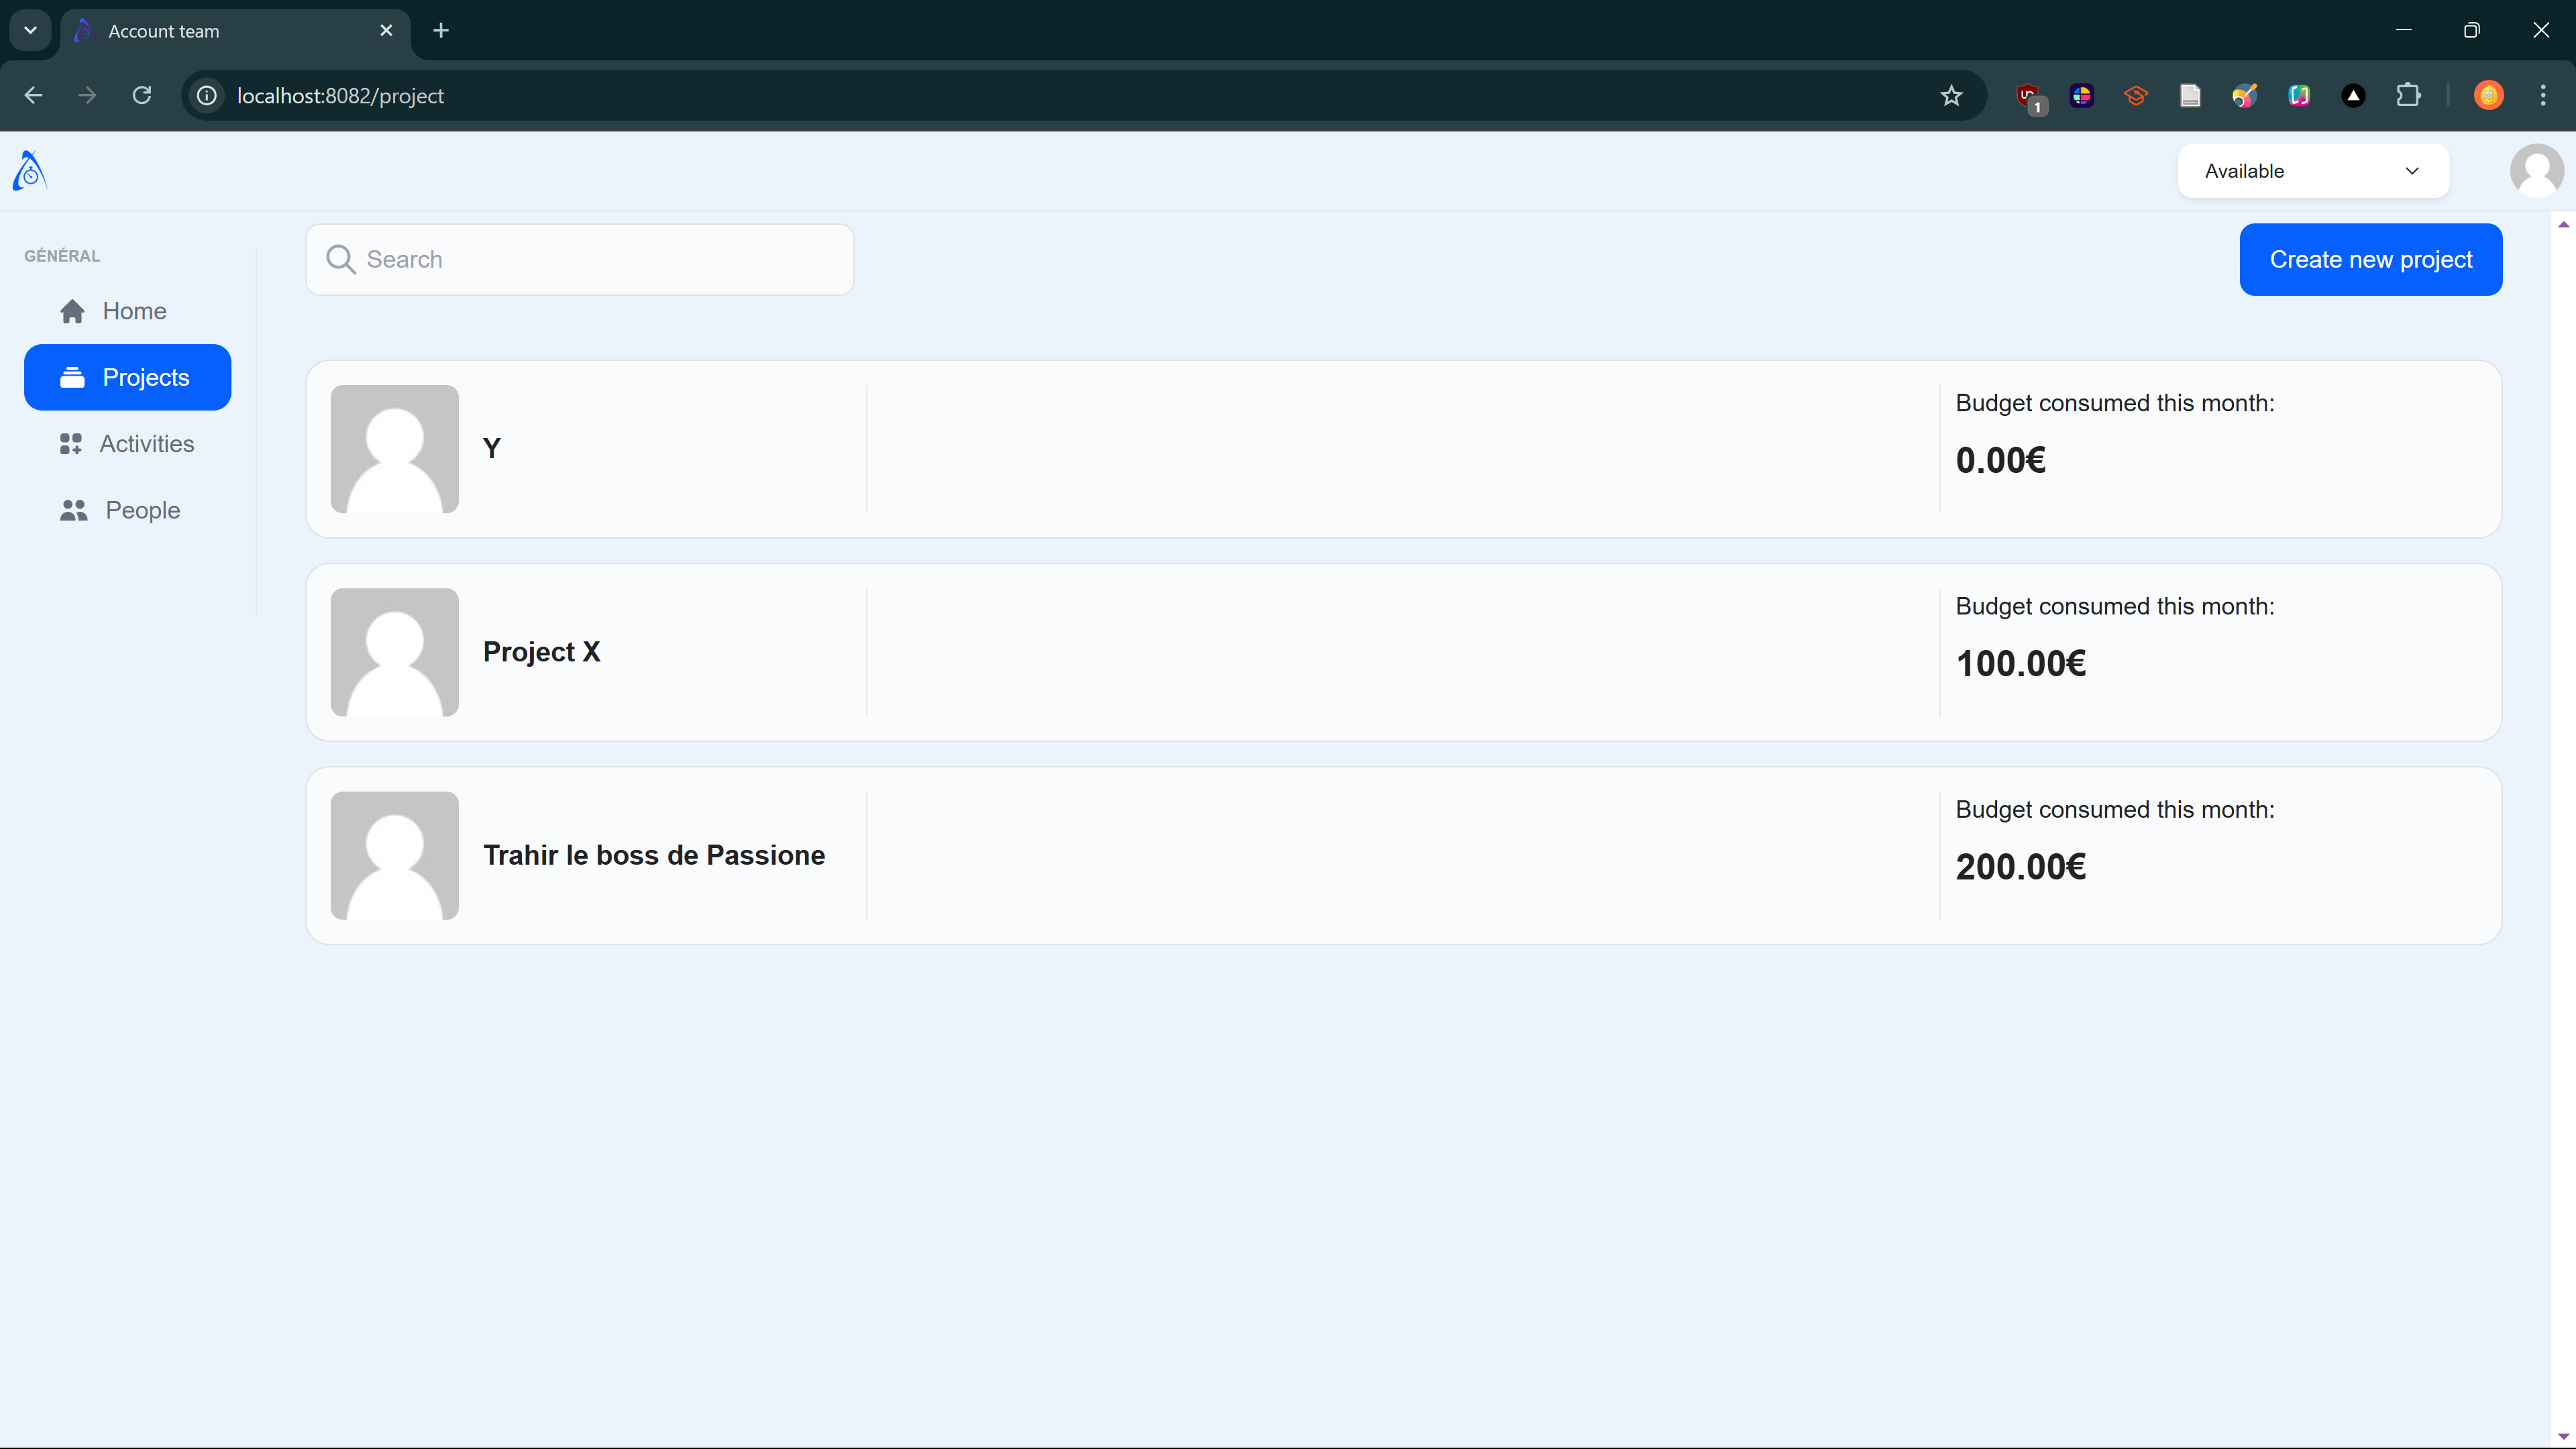 Account team
localhost:8082/project
1
Available
GÉNÉRAL
Home
Projects
Activities
People
Search
Create new project
Y
Budget consumed this month:
0.00€
Project X
Budget consumed this month:
100.00€
Trahir le boss de Passione
Budget consumed this month:
200.00€